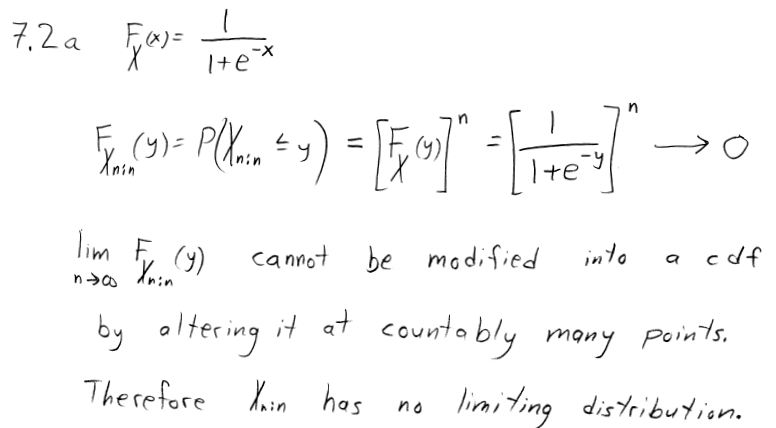 7.2a F_X(x) = 1/(1+e^{-x})
F_{X_{n:n}}(y) = P(X_{n:n} ≤ y) = [F_X(y)]^n = [1/(1+e^{-y})]^n → 0
lim_{n→∞} F_{X_{n:n}}(y) cannot be modified into a cdf
by altering it at countably many points.
Therefore X_{n:n} has no limiting distribution.